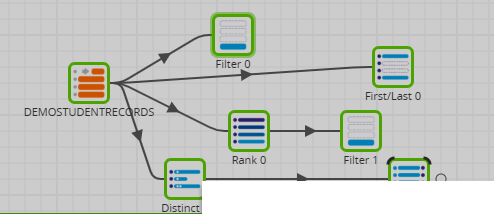 Filter 0
First/Last 0
DEMOSTUDENTRECORDS
Rank 0
Filter 1
Distinct